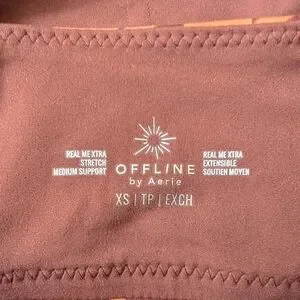 REAL ME XTRA
STRETCH
MEDIUM SUPPORT
OFFLINE
by Aerie
REAL ME XTRA
EXTENSIBLE
SOUTIEN MOYEN
XS | TP | EXCH